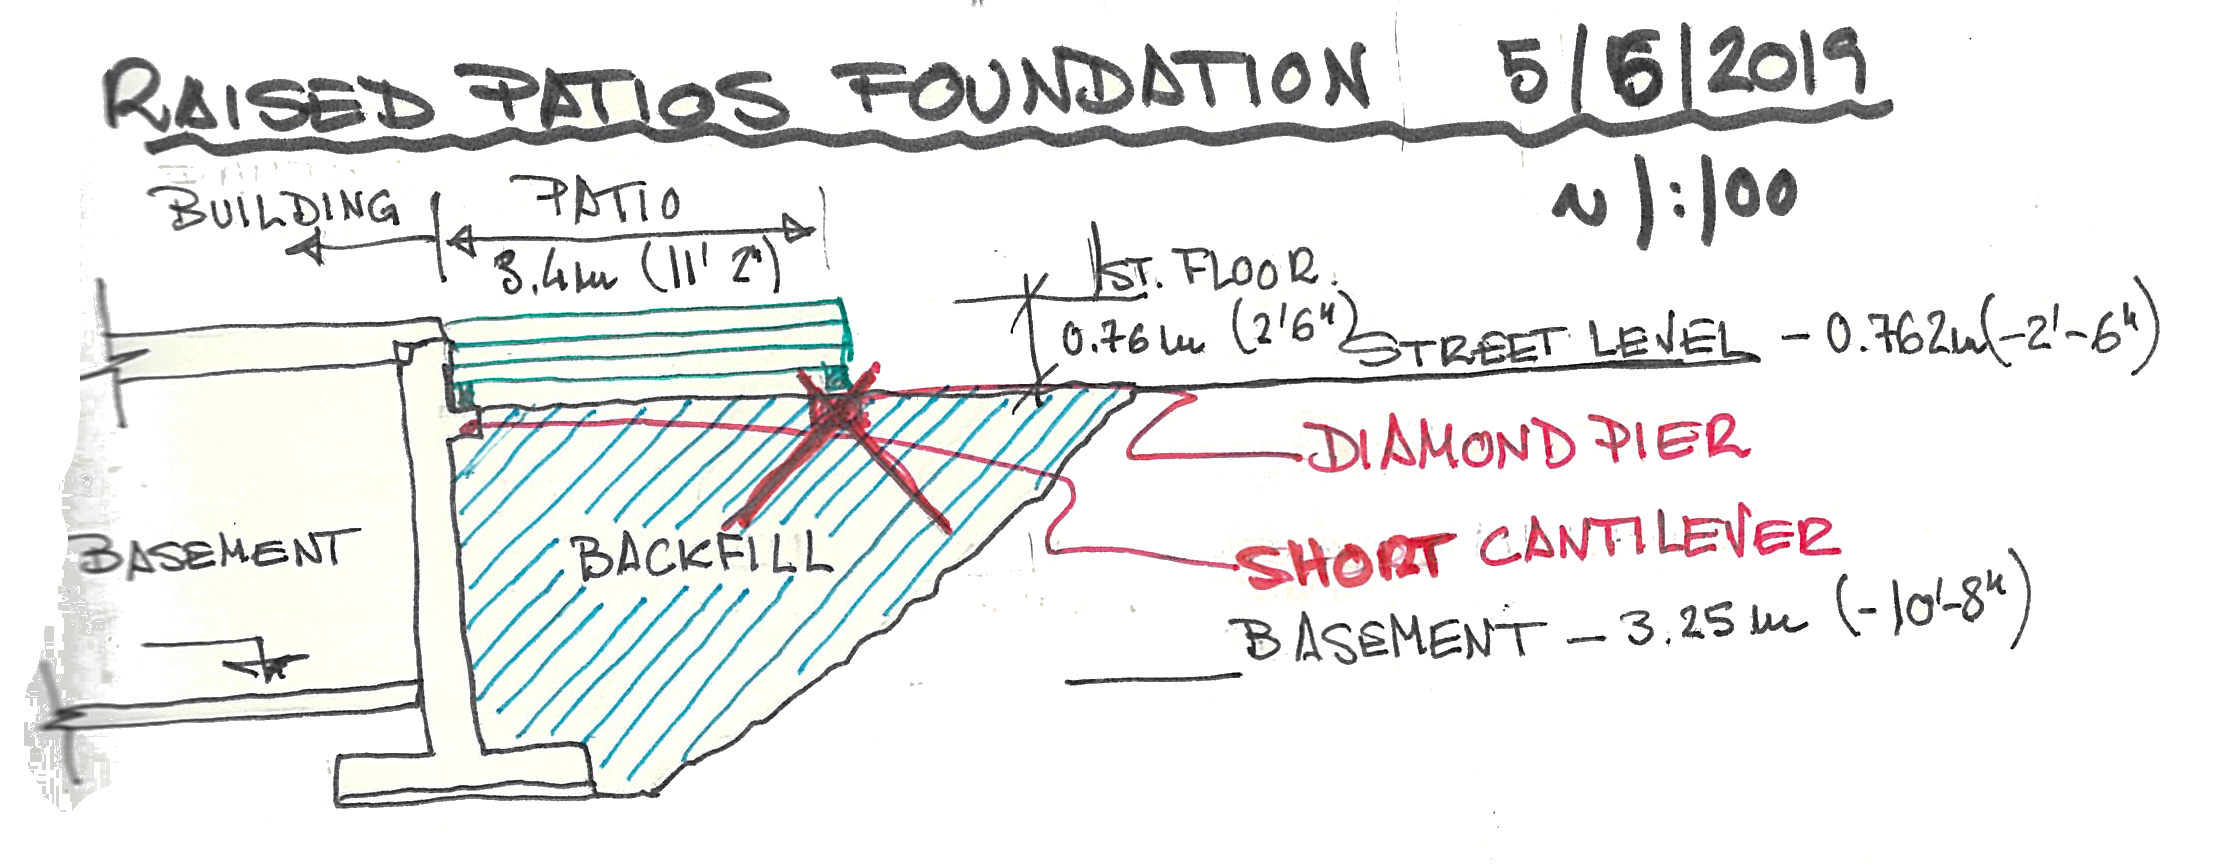 RAISED PATIOS FOUNDATION 5/6/2019
~ 1:100
BUILDING
PATIO
3.4m (11' 2")
1ST. FLOOR.
0.76m (2'6")
STREET LEVEL - 0.762m (-2'-6")
DIAMOND PIER
SHORT CANTILEVER
BASEMENT
BACKFILL
BASEMENT - 3.25m (-10'-8")